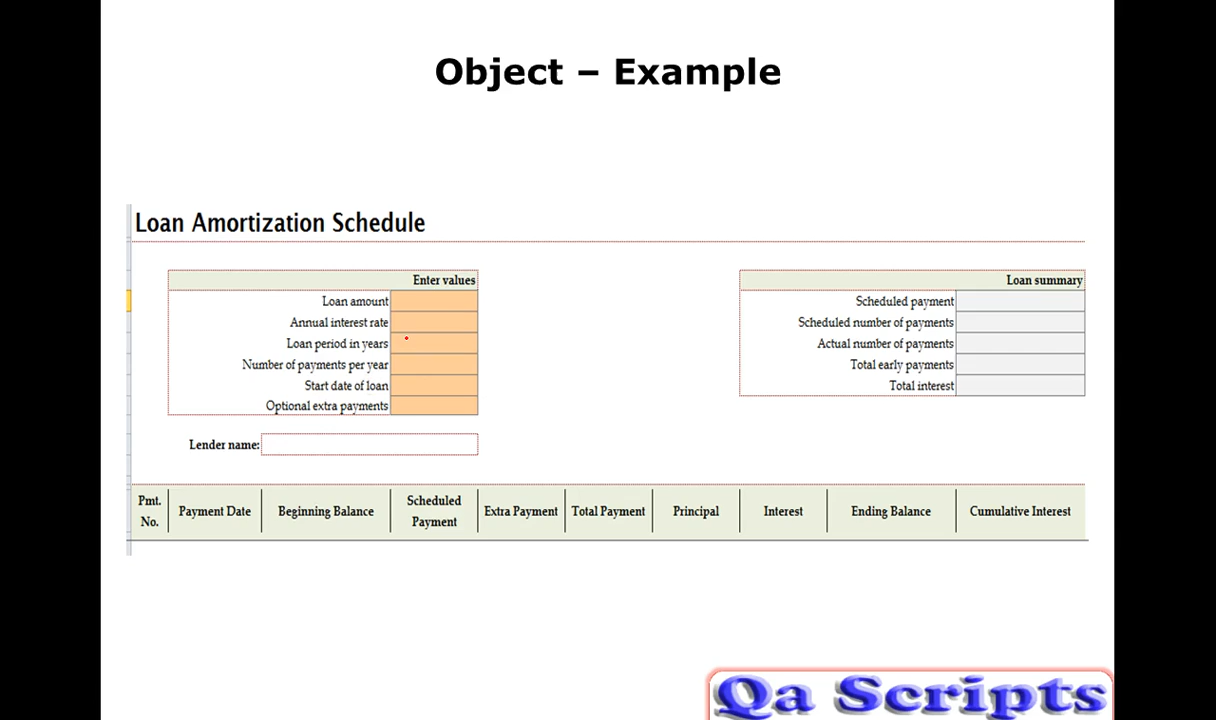 Object – Example
Loan Amortization Schedule
Enter values
Loan amount
Annual interest rate
Loan period in years
Number of payments per year
Start date of loan
Optional extra payments
Lender name:
Loan summary
Scheduled payment
Scheduled number of payments
Actual number of payments
Total early payments
Total interest
Pmt. No.
Payment Date
Beginning Balance
Scheduled Payment
Extra Payment
Total Payment
Principal
Interest
Ending Balance
Cumulative Interest
Qa Scripts